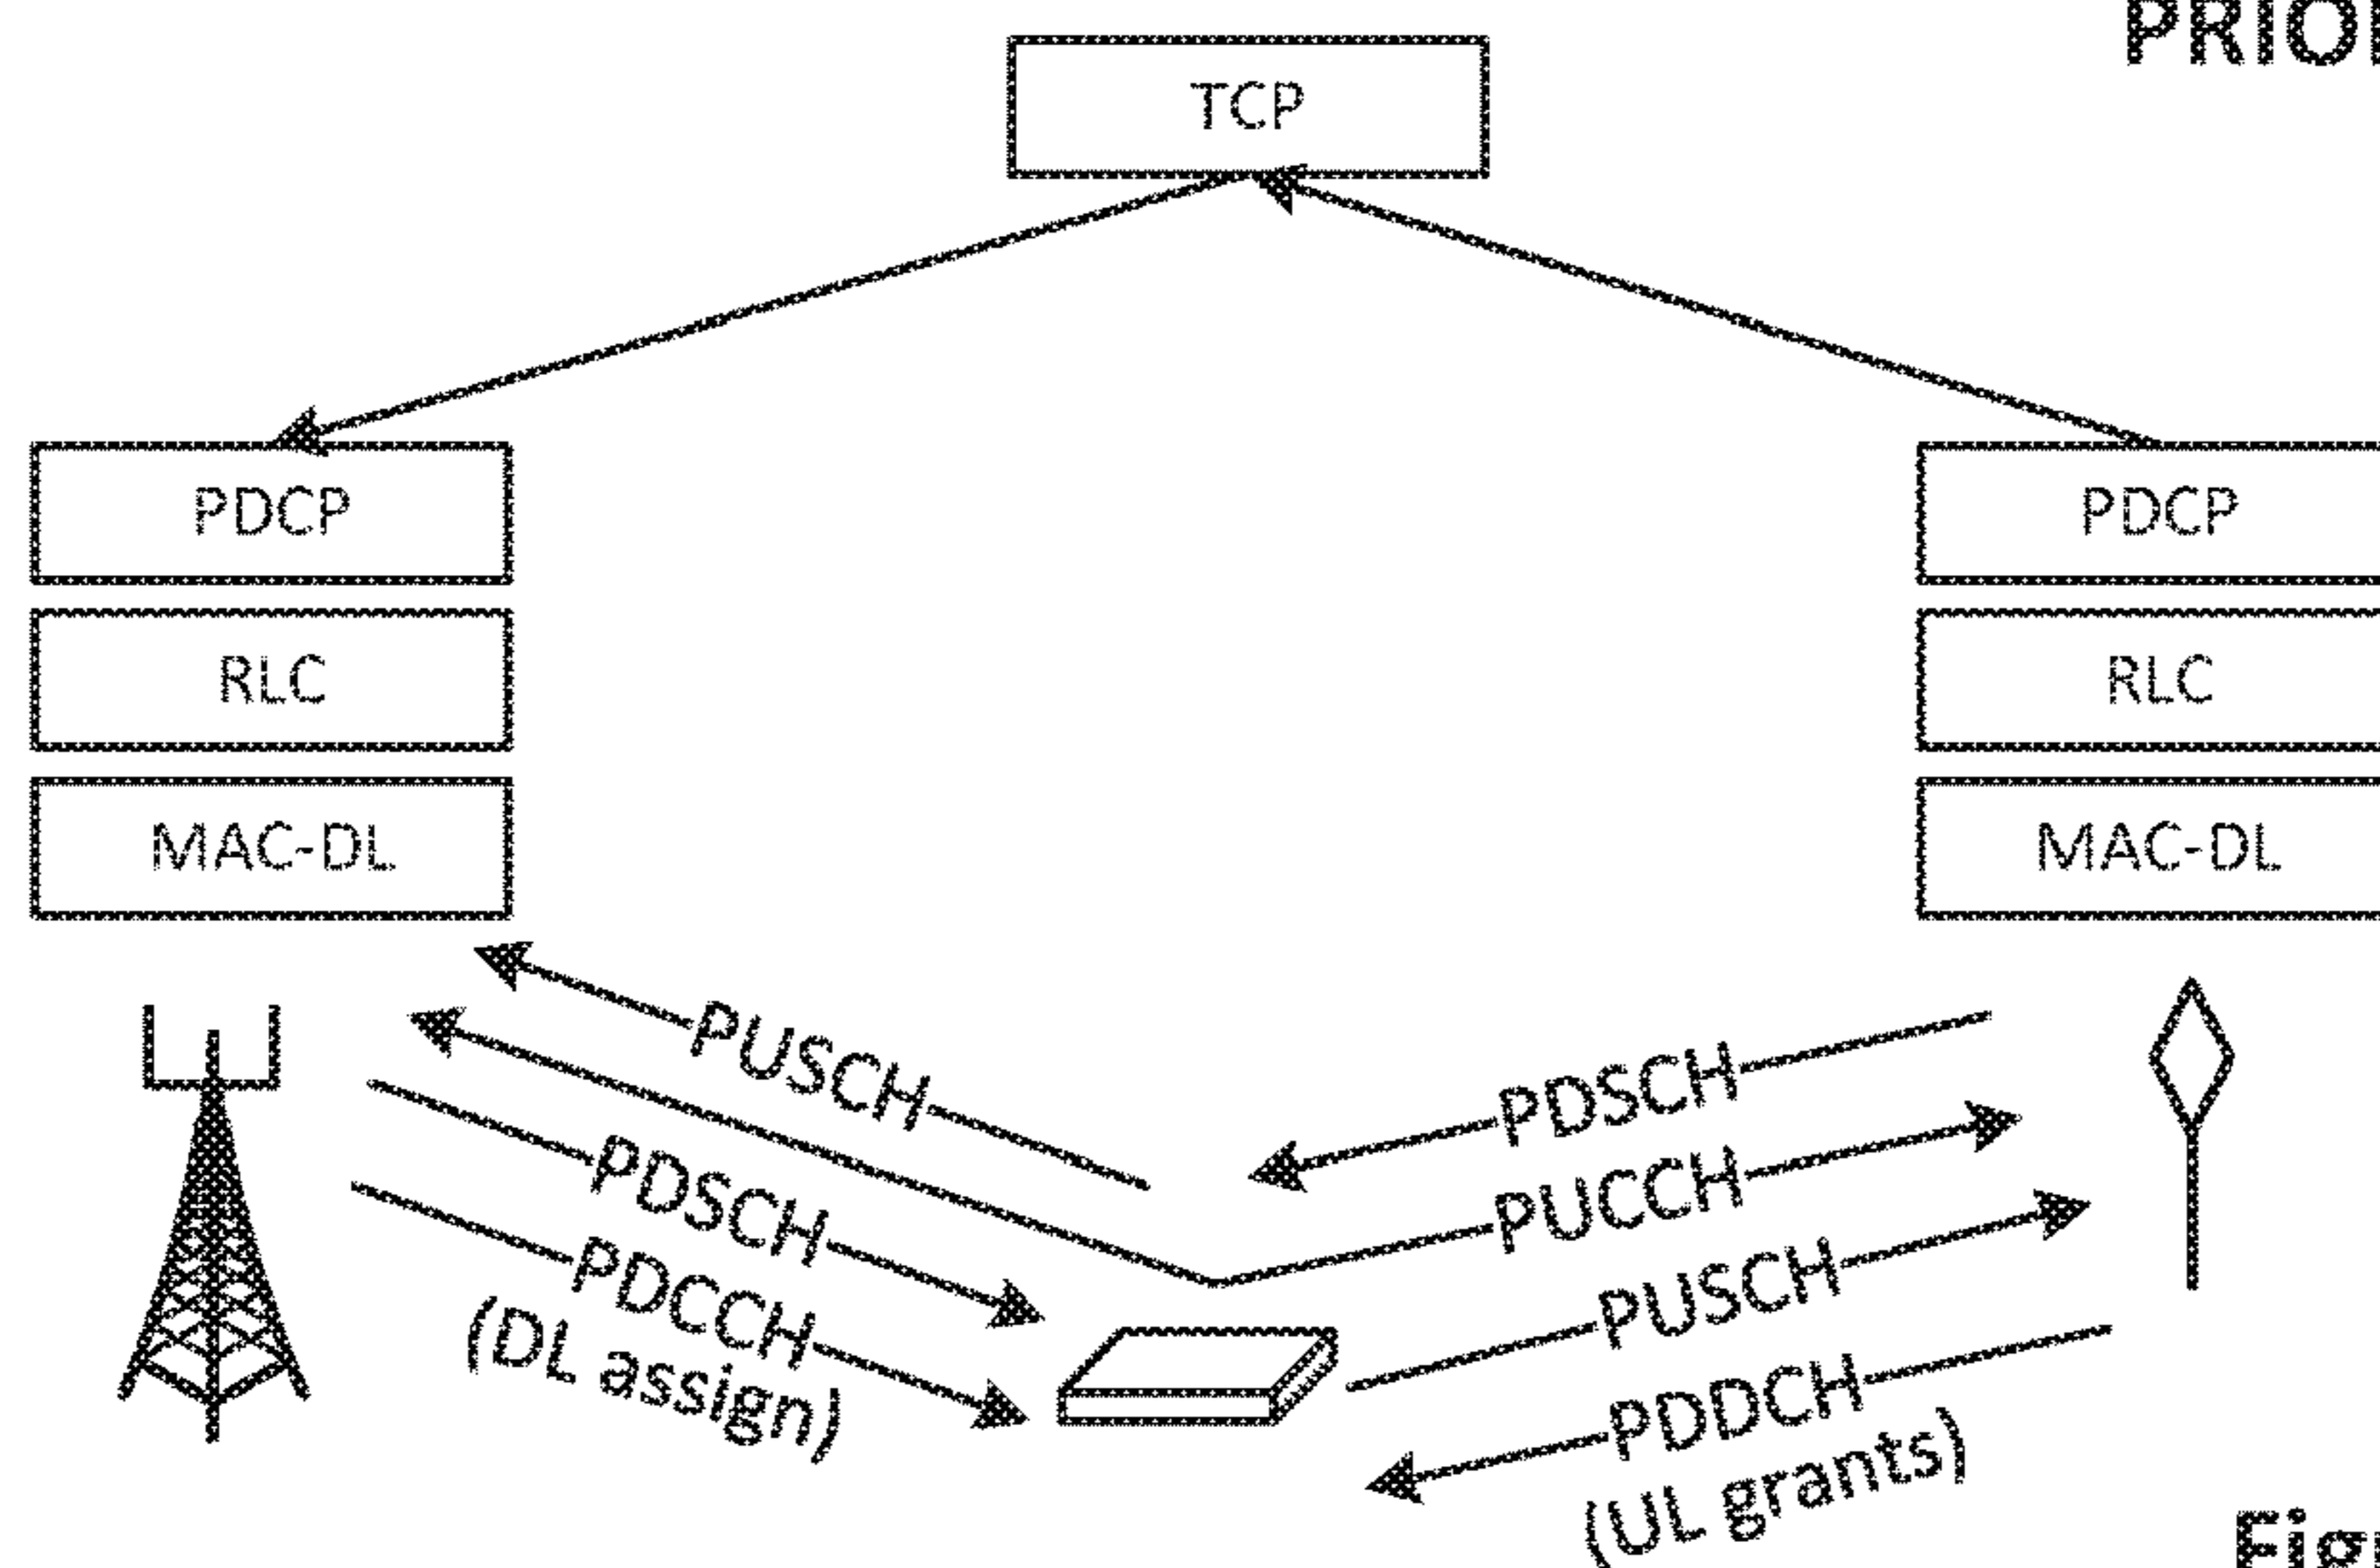 PRIOR
TCP
PDCP
PDCP
RLC
RLC
MAC-DL
MAC-DL
PUSCH
PDSCH
PDSCH
PUCCH
PDCCH
(DL assign)
PUSCH
PDDCH
(UL grants)